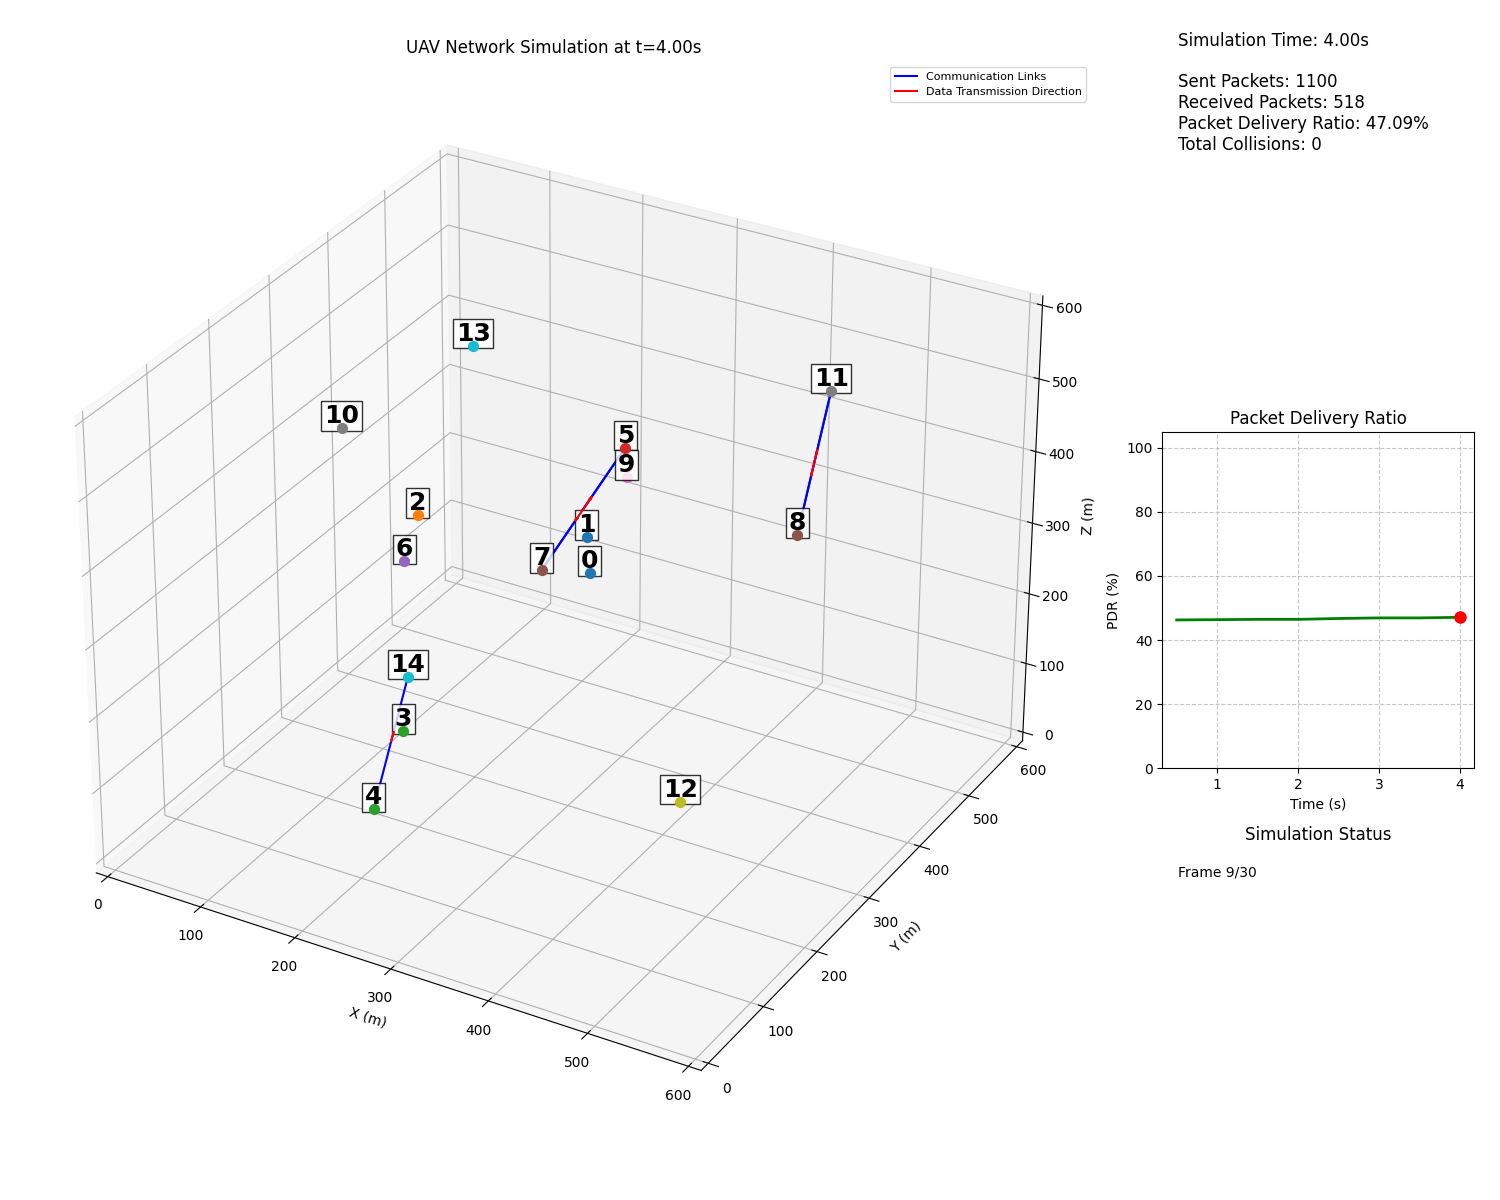 UAV Network Simulation at t=4.00s
Communication Links
Data Transmission Direction
Simulation Time: 4.00s
Sent Packets: 1100
Received Packets: 518
Packet Delivery Ratio: 47.09%
Total Collisions: 0
13
11
10
5
9
2
1
8
6
7
0
14
3
4
12
600
500
400
300
200
100
0
Z (m)
600
500
400
300
200
100
0
Y (m)
0
100
200
300
400
500
600
X (m)
Packet Delivery Ratio
100
80
60
40
20
0
PDR (%)
1
2
3
4
Time (s)
Simulation Status
Frame 9/30